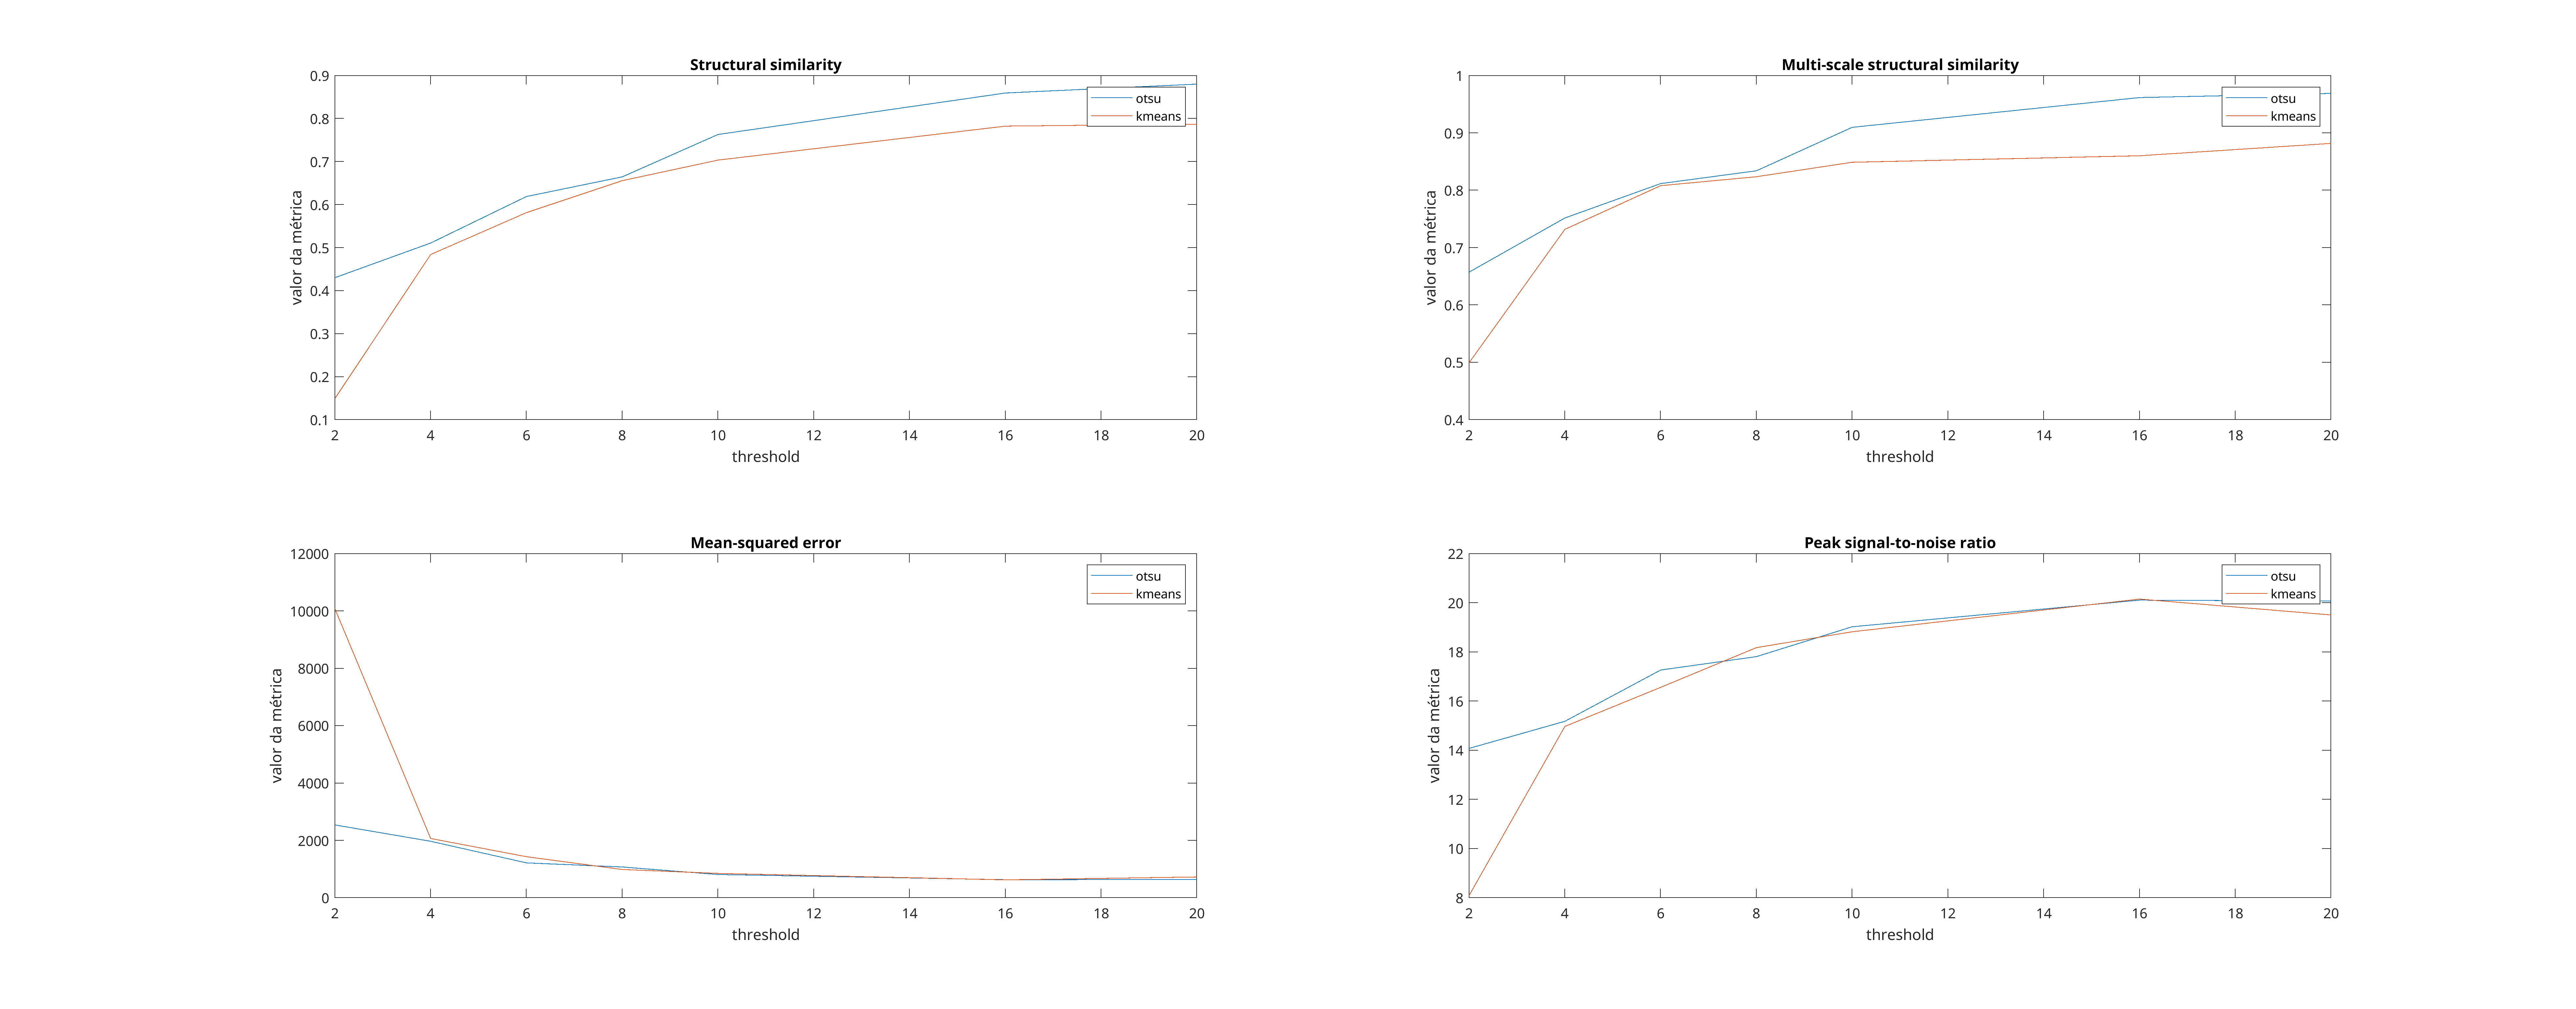 Structural similarity
0.9
0.8
0.7
0.6
0.5
0.4
0.3
0.2
0.1
valor da métrica
otsu
kmeans
2 4 6 8 10 12 14 16 18 20
threshold
Multi-scale structural similarity
1
0.9
0.8
0.7
0.6
0.5
0.4
valor da métrica
otsu
kmeans
2 4 6 8 10 12 14 16 18 20
threshold
Mean-squared error
12000
10000
8000
6000
4000
2000
0
valor da métrica
otsu
kmeans
2 4 6 8 10 12 14 16 18 20
threshold
Peak signal-to-noise ratio
22
20
18
16
14
12
10
8
valor da métrica
otsu
kmeans
2 4 6 8 10 12 14 16 18 20
threshold